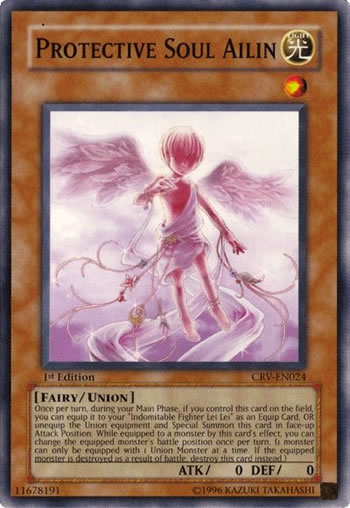 PROTECTIVE SOUL AILIN
LIGHT
光
1st Edition
CRV-EN024
[FAIRY/UNION]
Once per turn, during your Main Phase, if you control this card on the field,
you can equip it to your "Indomitable Fighter Lei Lei" as an Equip Card, OR
unequip the Union equipment and Special Summon this card in face-up
Attack Position. While equipped to a monster by this card's effect, you can
change the equipped monster's battle position once per turn. (1 monster
can only be equipped with 1 Union Monster at a time. If the equipped
monster is destroyed as a result of battle, destroy this card instead.)
ATK/ 0 DEF/ 0
11678191
©1996 KAZUKI TAKAHASHI